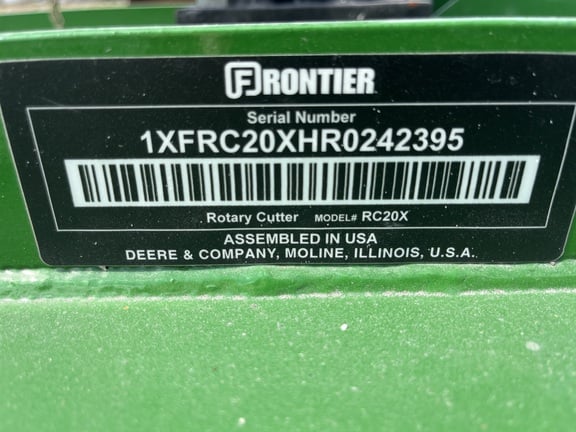 FRONTIER
Serial Number
1XFRC20XHR0242395
Rotary Cutter MODEL# RC20X
ASSEMBLED IN USA
DEERE & COMPANY, MOLINE, ILLINOIS, U.S.A.